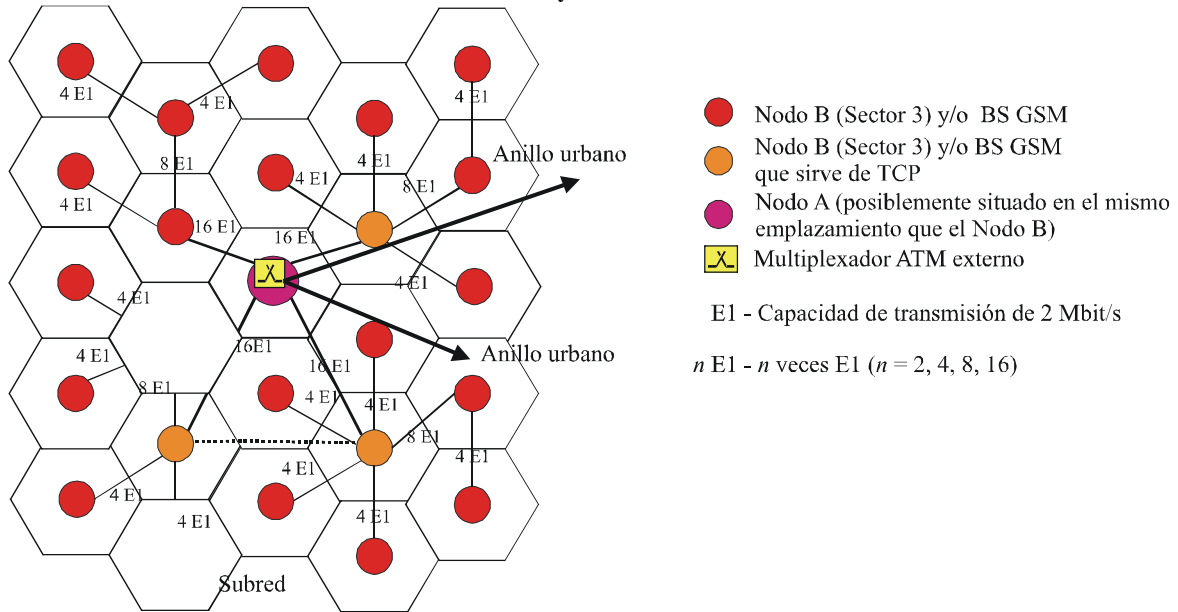 y
4 E1
4 E1
4 E1
8 E1
4 E1
4 E1
4 E1
8 E1
Anillo urbano
16 E1
16 E1
4 E1
4 E1
16E1
16 E1
Anillo urbano
4 E1
8 E1
4 E1
4 E1
8 E1
4 E1
4 E1
4 E1
4 E1
4 E1
Subred
Nodo B (Sector 3) y/o BS GSM
Nodo B (Sector 3) y/o BS GSM
que sirve de TCP
Nodo A (posiblemente situado en el mismo
emplazamiento que el Nodo B)
Multiplexador ATM externo
E1 - Capacidad de transmisión de 2 Mbit/s
n E1 - n veces E1 (n = 2, 4, 8, 16)